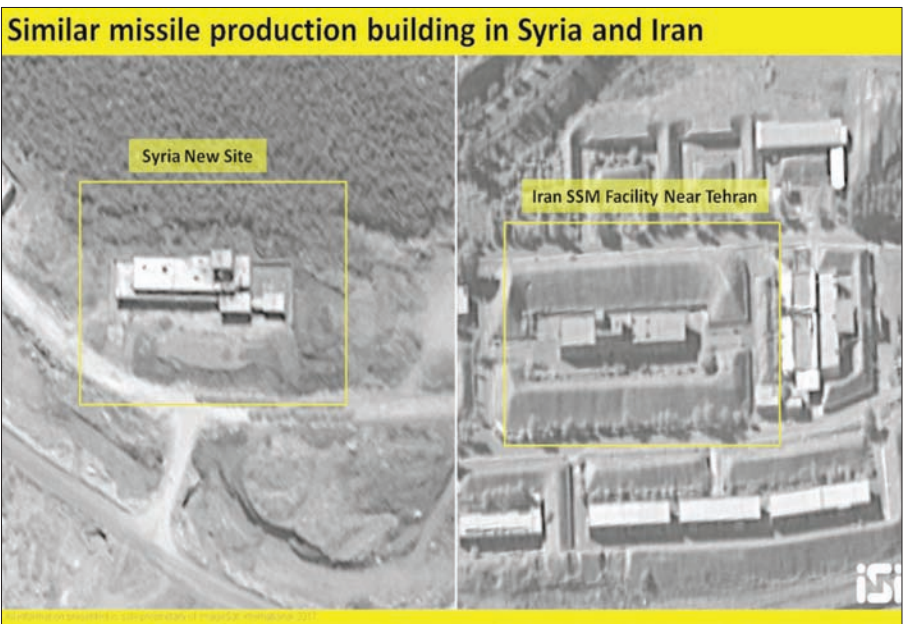 Similar missile production building in Syria and Iran
Syria New Site
Iran SSM Facility Near Tehran
iSi